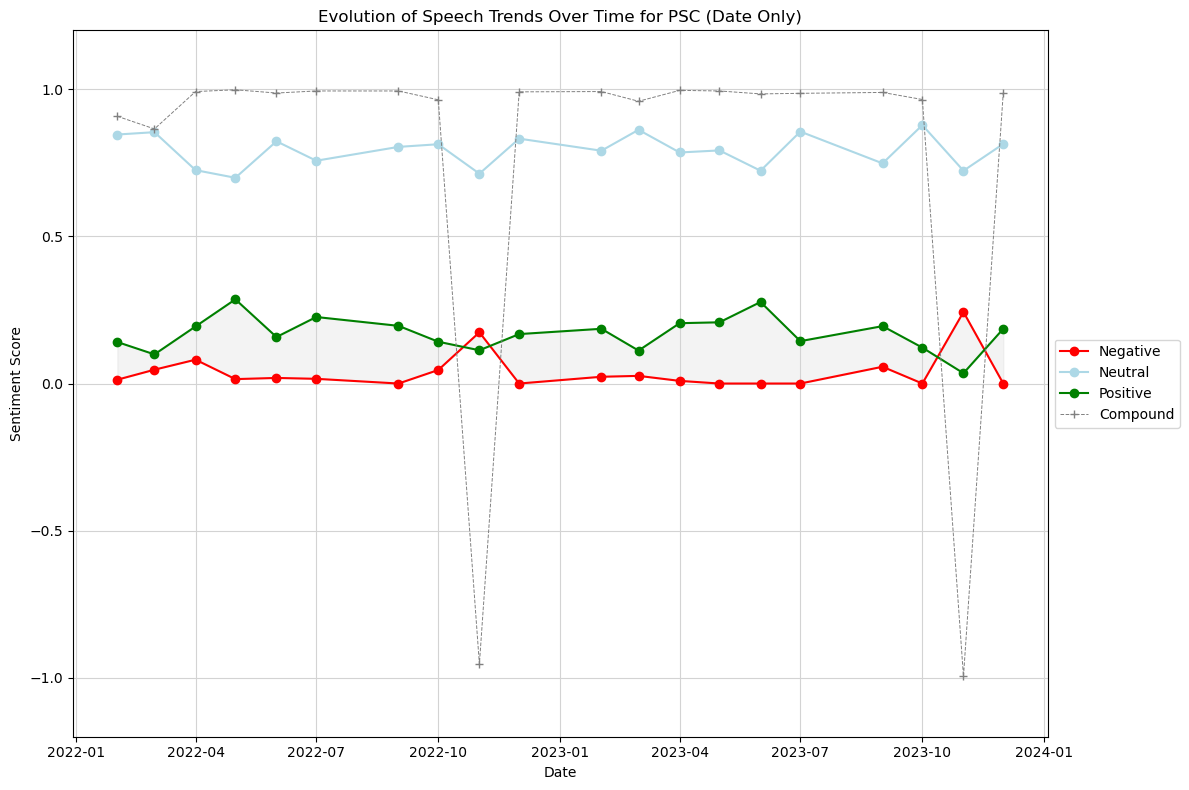 Evolution of Speech Trends Over Time for PSC (Date Only)
Sentiment Score
1.0
0.5
0.0
−0.5
−1.0
2022-01 2022-04 2022-07 2022-10 2023-01 2023-04 2023-07 2023-10 2024-01
Date
Negative
Neutral
Positive
Compound